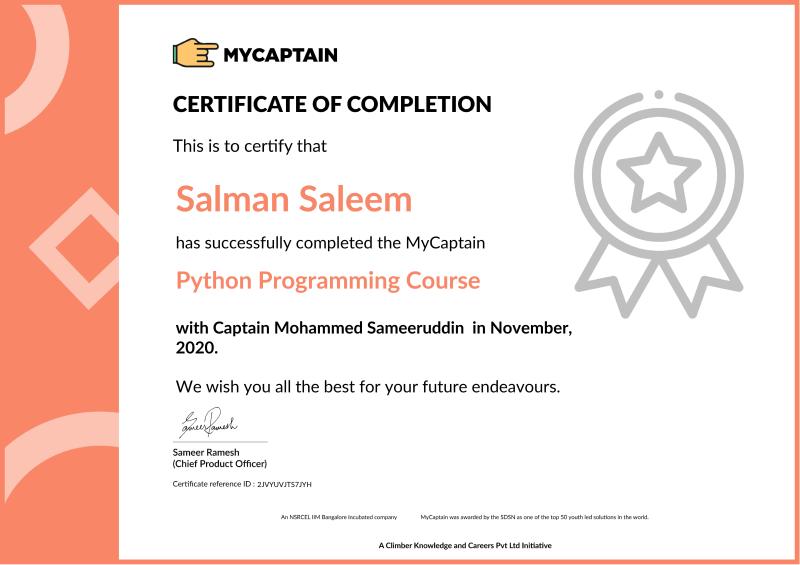 MYCAPTAIN
CERTIFICATE OF COMPLETION
This is to certify that
Salman Saleem
has successfully completed the MyCaptain
Python Programming Course
with Captain Mohammed Sameeruddin in November,
2020.
We wish you all the best for your future endeavours.
Sameer Ramesh
Sameer Ramesh
(Chief Product Officer)
Certificate reference ID : 2JVYUVJTS7JYH
An NSRCEL IIM Bangalore Incubated company MyCaptain was awarded by the SDSN as one of the top 50 youth led solutions in the world.
A Climber Knowledge and Careers Pvt Ltd Initiative